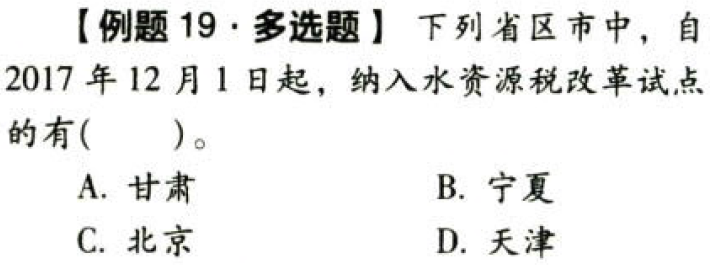 【例题 19·多选题】 下列省区市中，自
2017 年 12 月 1 日起，纳入水资源税改革试点
的有(　　)。
A. 甘肃 B. 宁夏
C. 北京 D. 天津